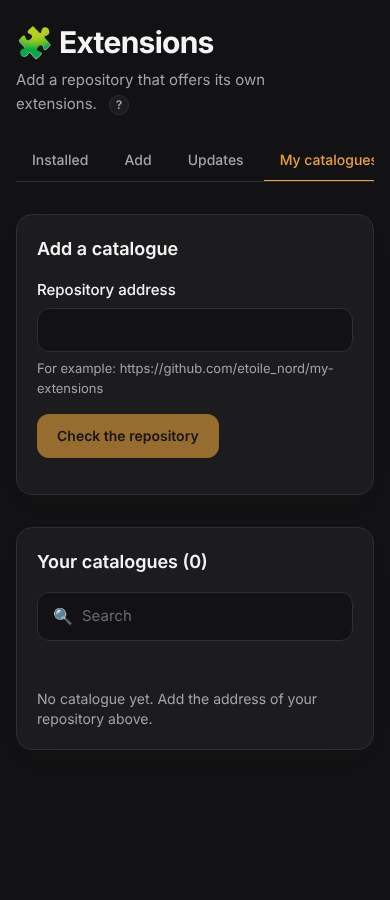 Extensions
Add a repository that offers its own
extensions. ?
Installed Add Updates My catalogues
Add a catalogue
Repository address
For example: https://github.com/etoile_nord/my-
extensions
Check the repository
Your catalogues (0)
Search
No catalogue yet. Add the address of your
repository above.